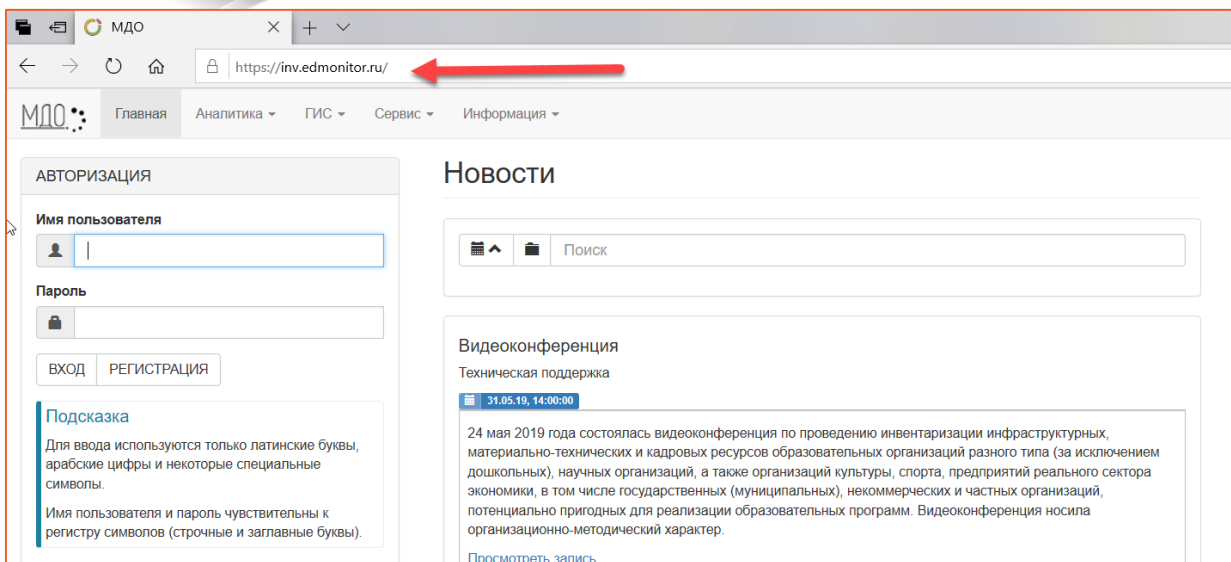 МДО
https://inv.edmonitor.ru/
МДО
Главная Аналитика ГИС Сервис Информация
АВТОРИЗАЦИЯ
Имя пользователя
Пароль
ВХОД РЕГИСТРАЦИЯ
Подсказка
Для ввода используются только латинские буквы,
арабские цифры и некоторые специальные
символы.
Имя пользователя и пароль чувствительны к
регистру символов (строчные и заглавные буквы).
Новости
Поиск
Видеоконференция
Техническая поддержка
31.05.19, 14:00:00
24 мая 2019 года состоялась видеоконференция по проведению инвентаризации инфраструктурных,
материально-технических и кадровых ресурсов образовательных организаций разного типа (за исключением
дошкольных), научных организаций, а также организаций культуры, спорта, предприятий реального сектора
экономики, в том числе государственных (муниципальных), некоммерческих и частных организаций,
потенциально пригодных для реализации образовательных программ. Видеоконференция носила
организационно-методический характер.
Просмотреть запись